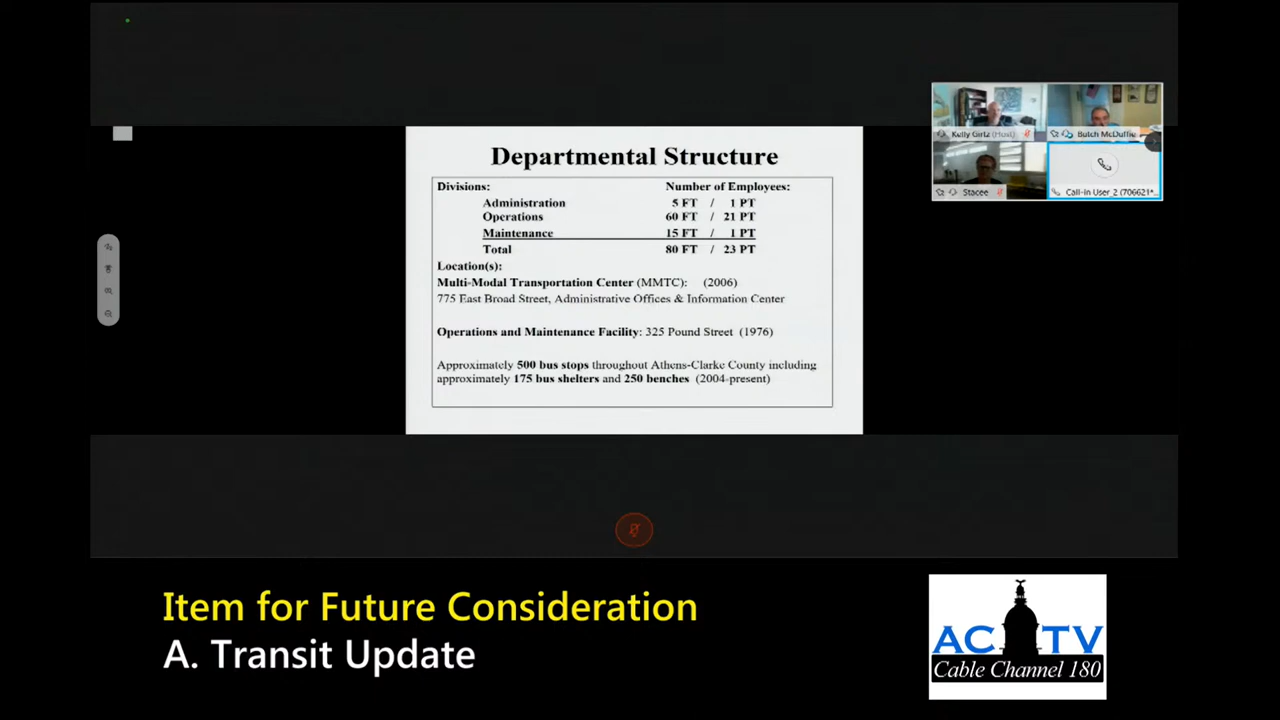 Departmental Structure
Divisions: Number of Employees:
Administration 5 FT / 1 PT
Operations 60 FT / 21 PT
Maintenance 15 FT / 1 PT
Total 80 FT / 23 PT
Location(s):
Multi-Modal Transportation Center (MMTC): (2006)
775 East Broad Street, Administrative Offices & Information Center
Operations and Maintenance Facility: 325 Pound Street (1976)
Approximately 500 bus stops throughout Athens-Clarke County including
approximately 175 bus shelters and 250 benches (2004-present)
Kelly Girtz (Host)
Butch McDuffie
Stacee
Call-in User_2 (706621*...
Item for Future Consideration
A. Transit Update
ACTV
Cable Channel 180